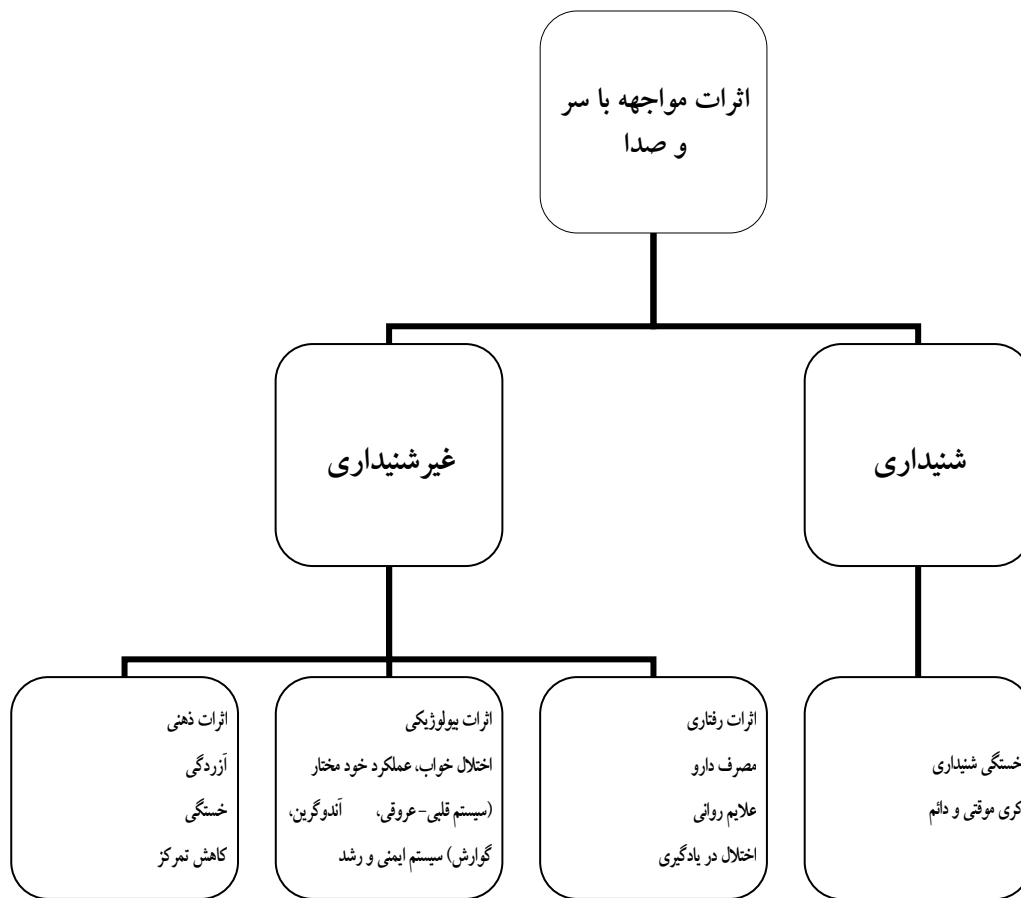 اثرات مواجهه با سر
و صدا
شنیداری
غیرشنیداری
خستگی شنیداری
کری موقتی و دائم
اثرات رفتاری
مصرف دارو
علایم روانی
اختلال در یادگیری
اثرات بیولوژیکی
اختلال خواب، عملکرد خود مختار
(سیستم قلبی-عروقی، آندوگرین،
گوارش) سیستم ایمنی و رشد
اثرات ذهنی
آزردگی
خستگی
کاهش تمرکز